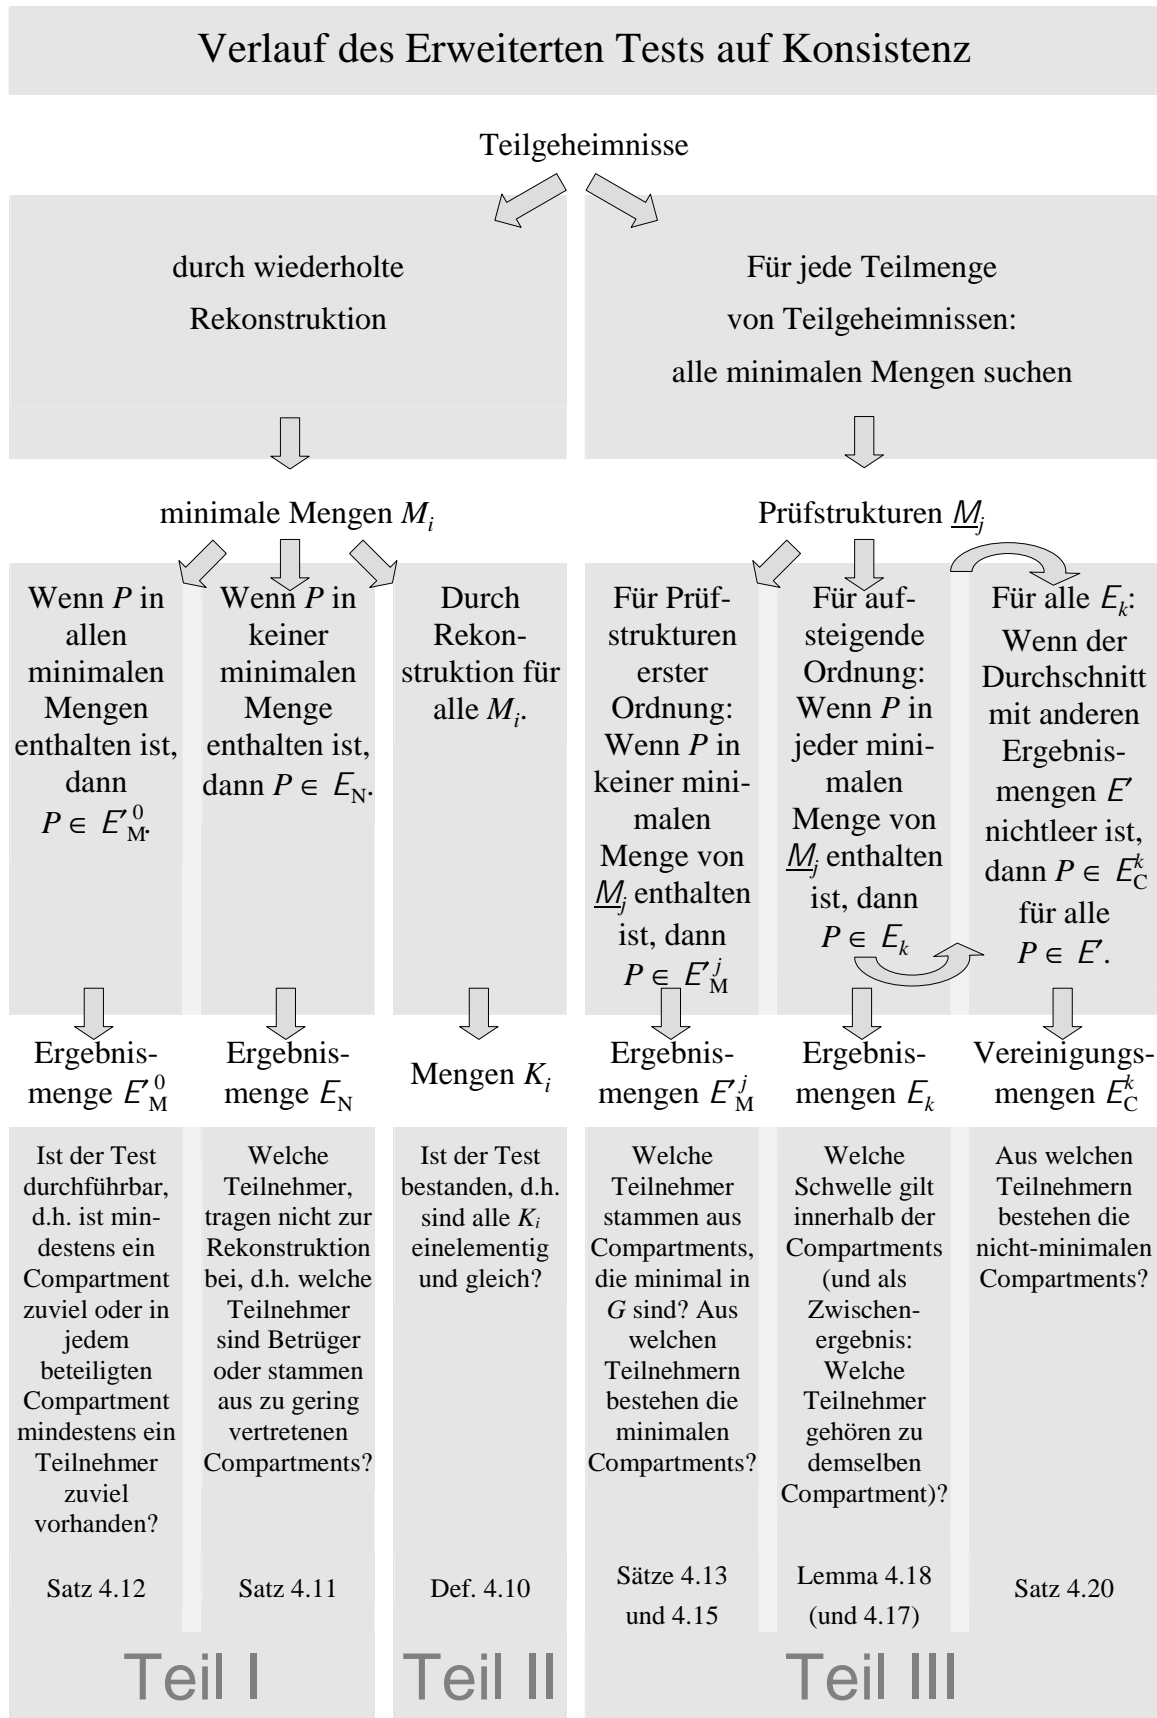 Verlauf des Erweiterten Tests auf Konsistenz
Teilgeheimnisse
durch wiederholte
Rekonstruktion
Für jede Teilmenge
von Teilgeheimnissen:
alle minimalen Mengen suchen
minimale Mengen M_i
Prüfstrukturen M_j
Wenn P in
allen
minimalen
Mengen
enthalten ist,
dann
P ∈ E′_M^0.
Wenn P in
keiner
minimalen
Menge
enthalten ist,
dann P ∈ E_N.
Durch
Rekon-
struktion für
alle M_i.
Für Prüf-
strukturen
erster
Ordnung:
Wenn P in
keiner mini-
malen
Menge von
M_j enthalten
ist, dann
P ∈ E′_M^j
Für auf-
steigende
Ordnung:
Wenn P in
jeder mini-
malen
Menge von
M_j enthalten
ist, dann
P ∈ E_k
Für alle E_k:
Wenn der
Durchschnitt
mit anderen
Ergebnis-
mengen E′
nichtleer ist,
dann P ∈ E_C^k
für alle
P ∈ E′.
Ergebnis-
menge E′_M^0
Ergebnis-
menge E_N
Mengen K_i
Ergebnis-
mengen E′_M^j
Ergebnis-
mengen E_k
Vereinigungs-
mengen E_C^k
Ist der Test
durchführbar,
d.h. ist min-
destens ein
Compartment
zuviel oder in
jedem
beteiligten
Compartment
mindestens ein
Teilnehmer
zuviel
vorhanden?
Welche
Teilnehmer,
tragen nicht zur
Rekonstruktion
bei, d.h. welche
Teilnehmer
sind Betrüger
oder stammen
aus zu gering
vertretenen
Compartments?
Ist der Test
bestanden, d.h.
sind alle K_i
einelementig
und gleich?
Welche
Teilnehmer
stammen aus
Compartments,
die minimal in
G sind? Aus
welchen
Teilnehmern
bestehen die
minimalen
Compartments?
Welche
Schwelle gilt
innerhalb der
Compartments
(und als
Zwischen-
ergebnis:
Welche
Teilnehmer
gehören zu
demselben
Compartment)?
Aus welchen
Teilnehmern
bestehen die
nicht-minimalen
Compartments?
Satz 4.12
Satz 4.11
Def. 4.10
Sätze 4.13
und 4.15
Lemma 4.18
(und 4.17)
Satz 4.20
Teil I
Teil II
Teil III